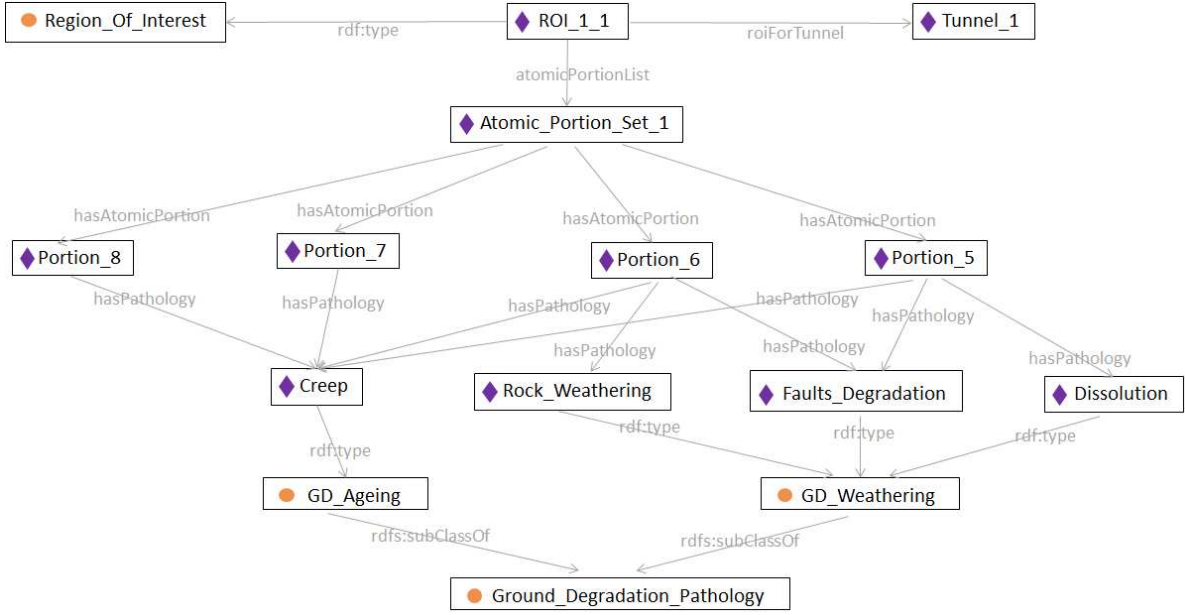 Region_Of_Interest
ROI_1_1
Tunnel_1
rdf:type
roiForTunnel
atomicPortionList
Atomic_Portion_Set_1
hasAtomicPortion
hasAtomicPortion
hasAtomicPortion
hasAtomicPortion
Portion_8
Portion_7
Portion_6
Portion_5
hasPathology
hasPathology
hasPathology
hasPathology
hasPathology
hasPathology
hasPathology
hasPathology
Creep
Rock_Weathering
Faults_Degradation
Dissolution
rdf:type
rdf:type
rdf:type
rdf:type
GD_Ageing
GD_Weathering
rdfs:subClassOf
rdfs:subClassOf
Ground_Degradation_Pathology